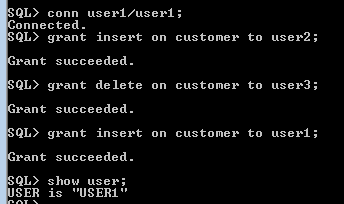 SQL> conn user1/user1;
Connected.
SQL> grant insert on customer to user2;
Grant succeeded.
SQL> grant delete on customer to user3;
Grant succeeded.
SQL> grant insert on customer to user1;
Grant succeeded.
SQL> show user;
USER is "USER1"
SQL>